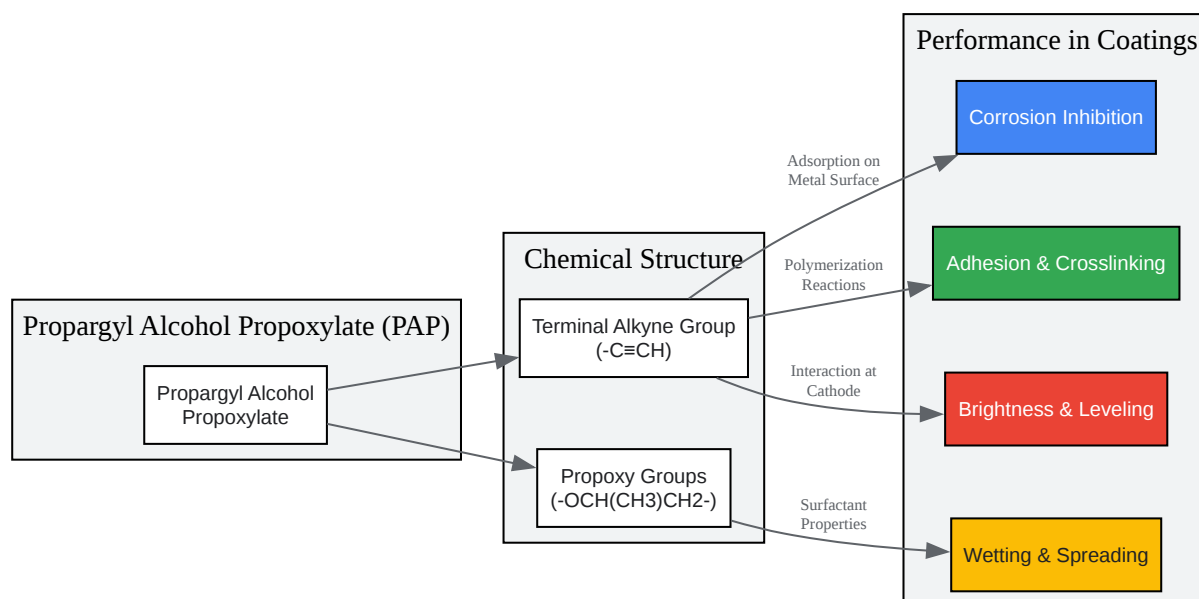 Propargyl Alcohol Propoxylate (PAP)
Propargyl Alcohol
Propoxylate
Chemical Structure
Terminal Alkyne Group
(-C≡CH)
Propoxy Groups
(-OCH(CH3)CH2-)
Adsorption on
Metal Surface
Polymerization
Reactions
Interaction at
Cathode
Surfactant
Properties
Performance in Coatings
Corrosion Inhibition
Adhesion & Crosslinking
Brightness & Leveling
Wetting & Spreading